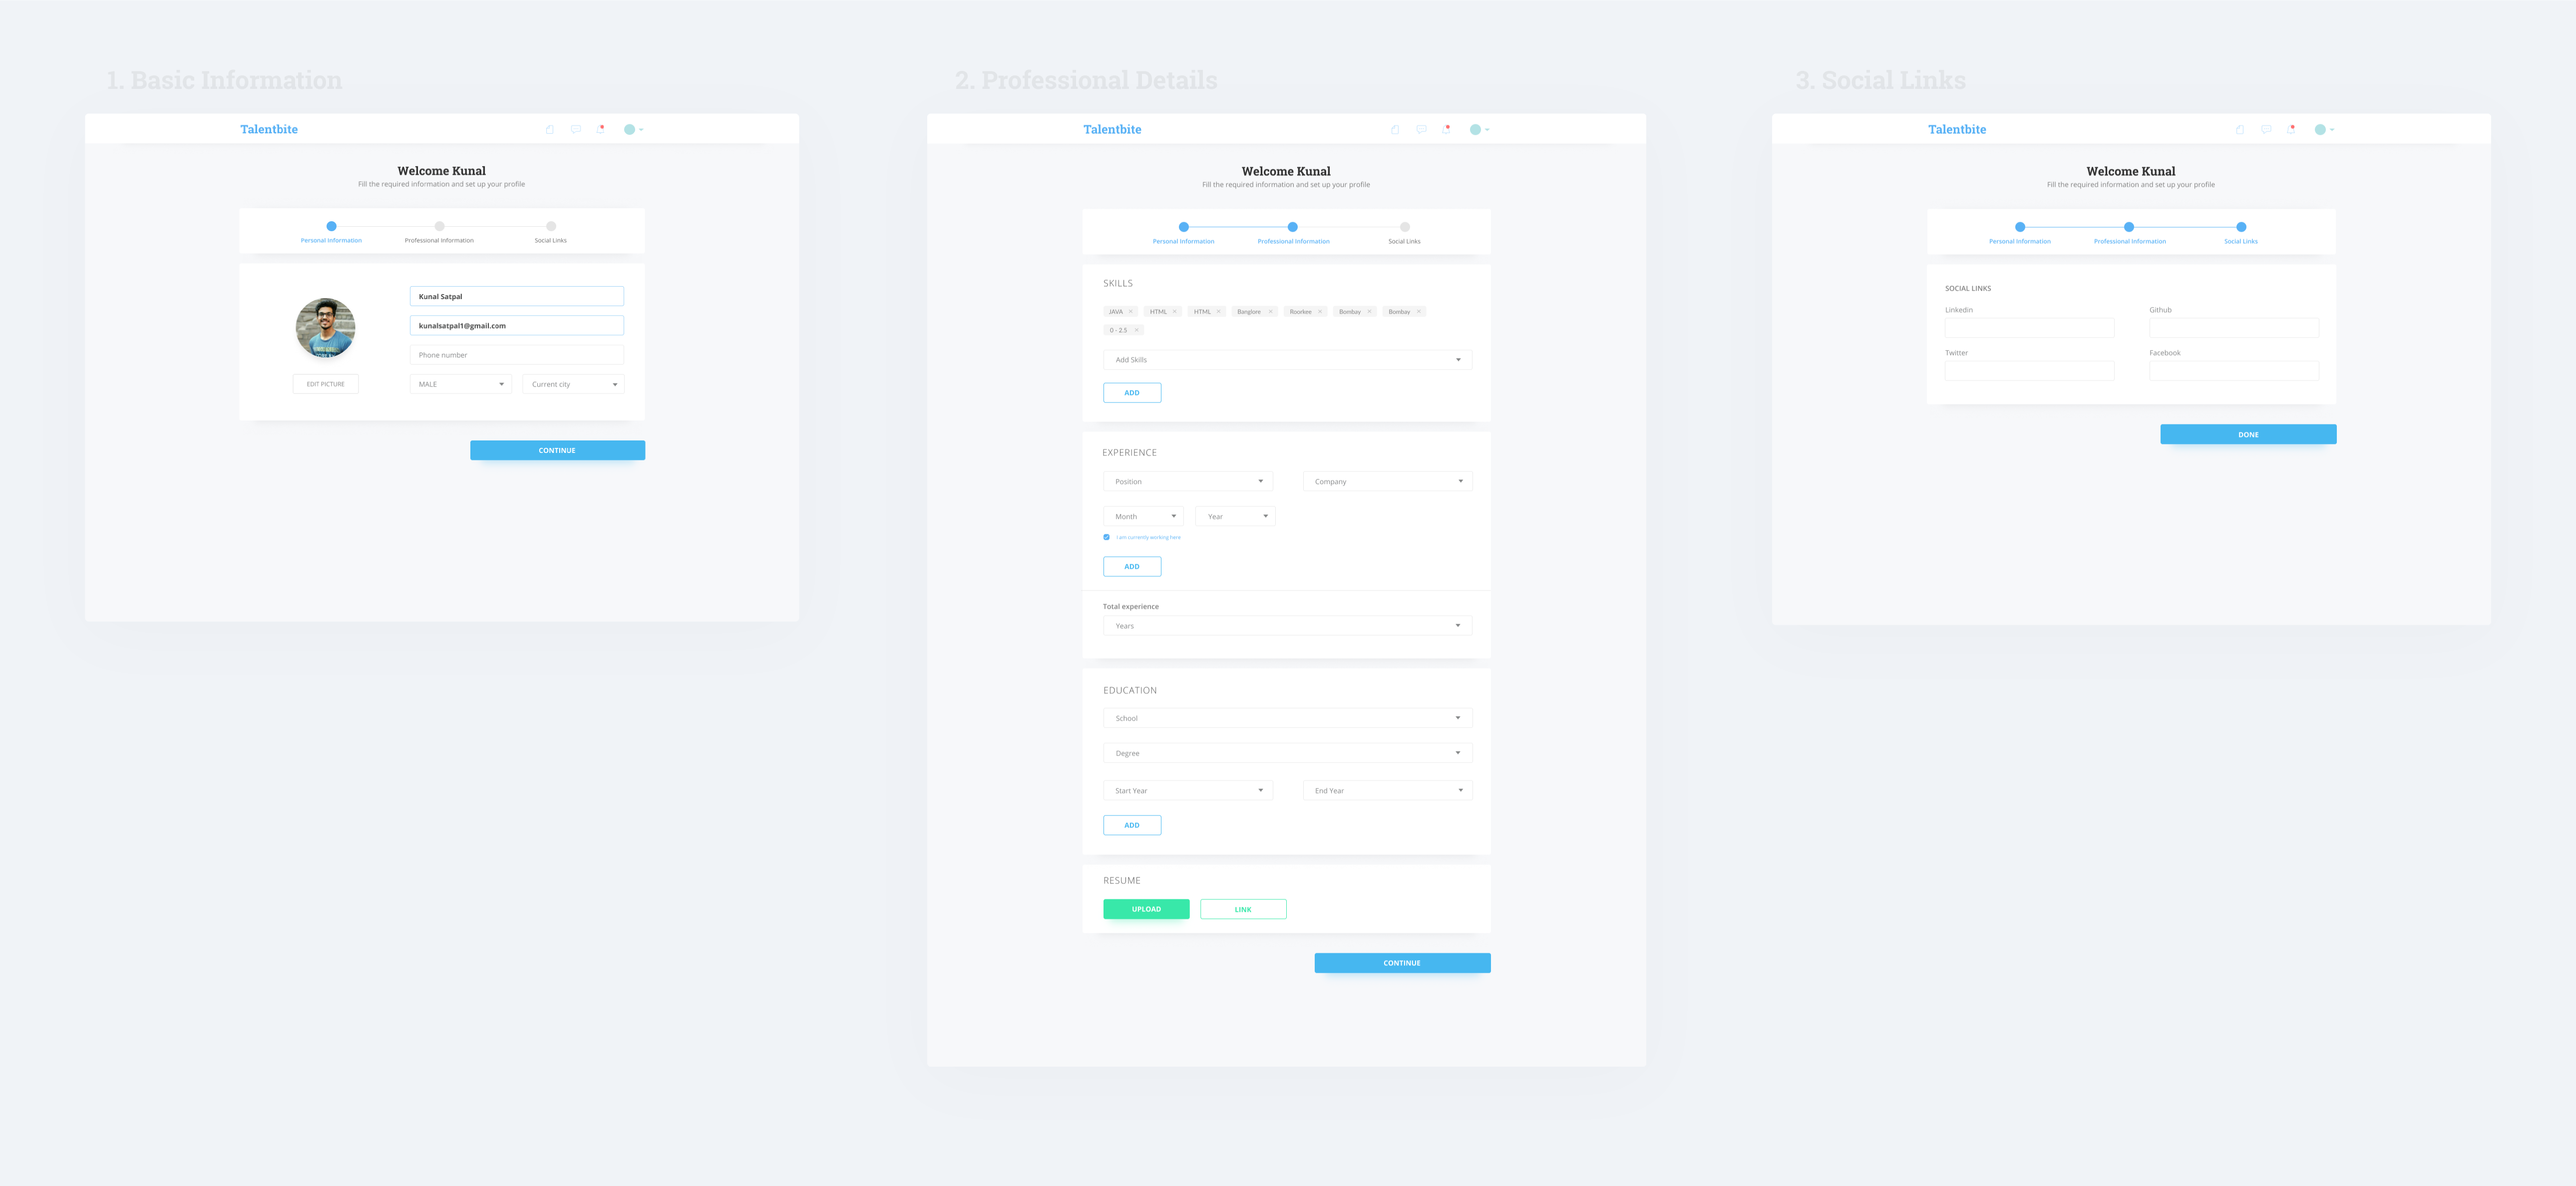 1. Basic Information
Talentbite
Welcome Kunal
Fill the required information and set up your profile
Personal Information
Professional Information
Social Links
Kunal Satpal
kunalsatpal1@gmail.com
Phone number
EDIT PICTURE
MALE
Current city
CONTINUE
2. Professional Details
Talentbite
Welcome Kunal
Fill the required information and set up your profile
Personal Information
Professional Information
Social Links
SKILLS
JAVA × HTML × HTML × Banglore × Roorkee × Bombay × Bombay ×
0 - 2.5 ×
Add Skills
ADD
EXPERIENCE
Position
Company
Month
Year
I am currently working here
ADD
Total experience
Years
EDUCATION
School
Degree
Start Year
End Year
ADD
RESUME
UPLOAD
LINK
CONTINUE
3. Social Links
Talentbite
Welcome Kunal
Fill the required information and set up your profile
Personal Information
Professional Information
Social Links
SOCIAL LINKS
Linkedin
Github
Twitter
Facebook
DONE